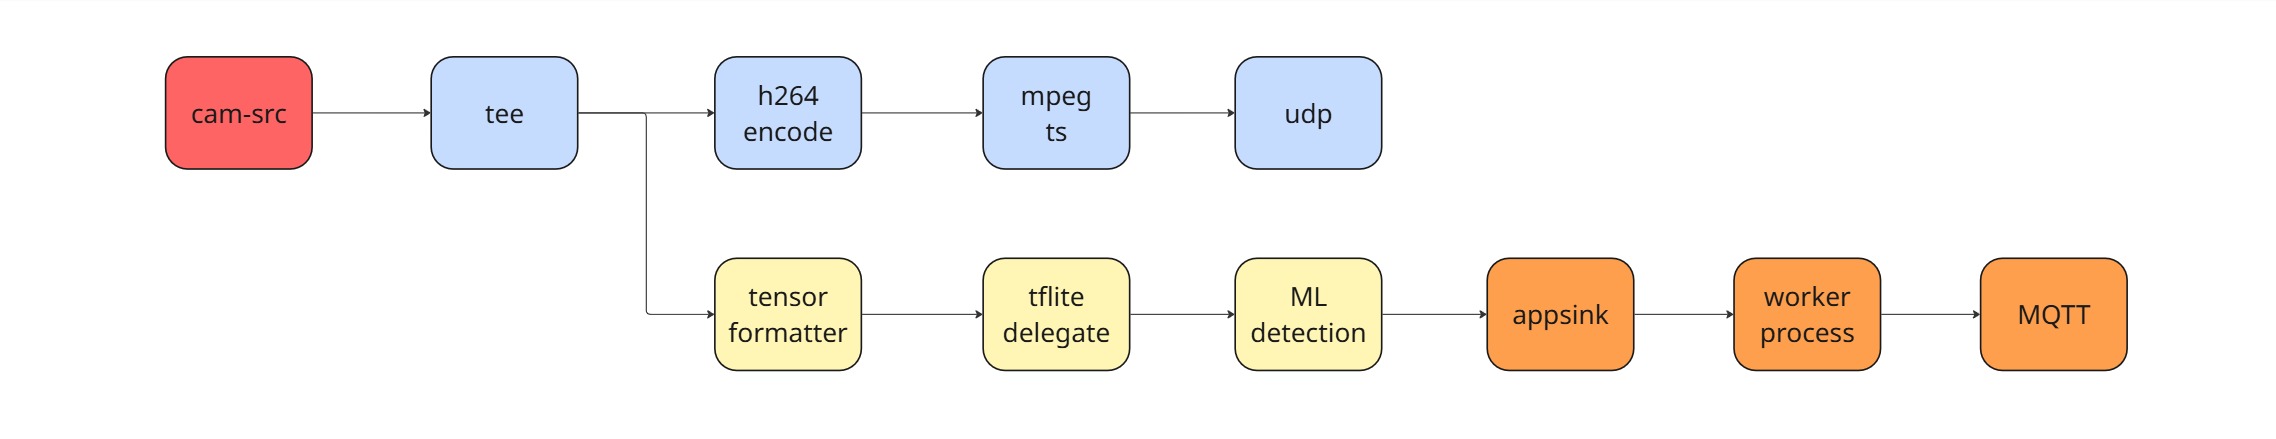 cam-src
tee
h264
encode
mpeg
ts
udp
tensor
formatter
tflite
delegate
ML
detection
appsink
worker
process
MQTT